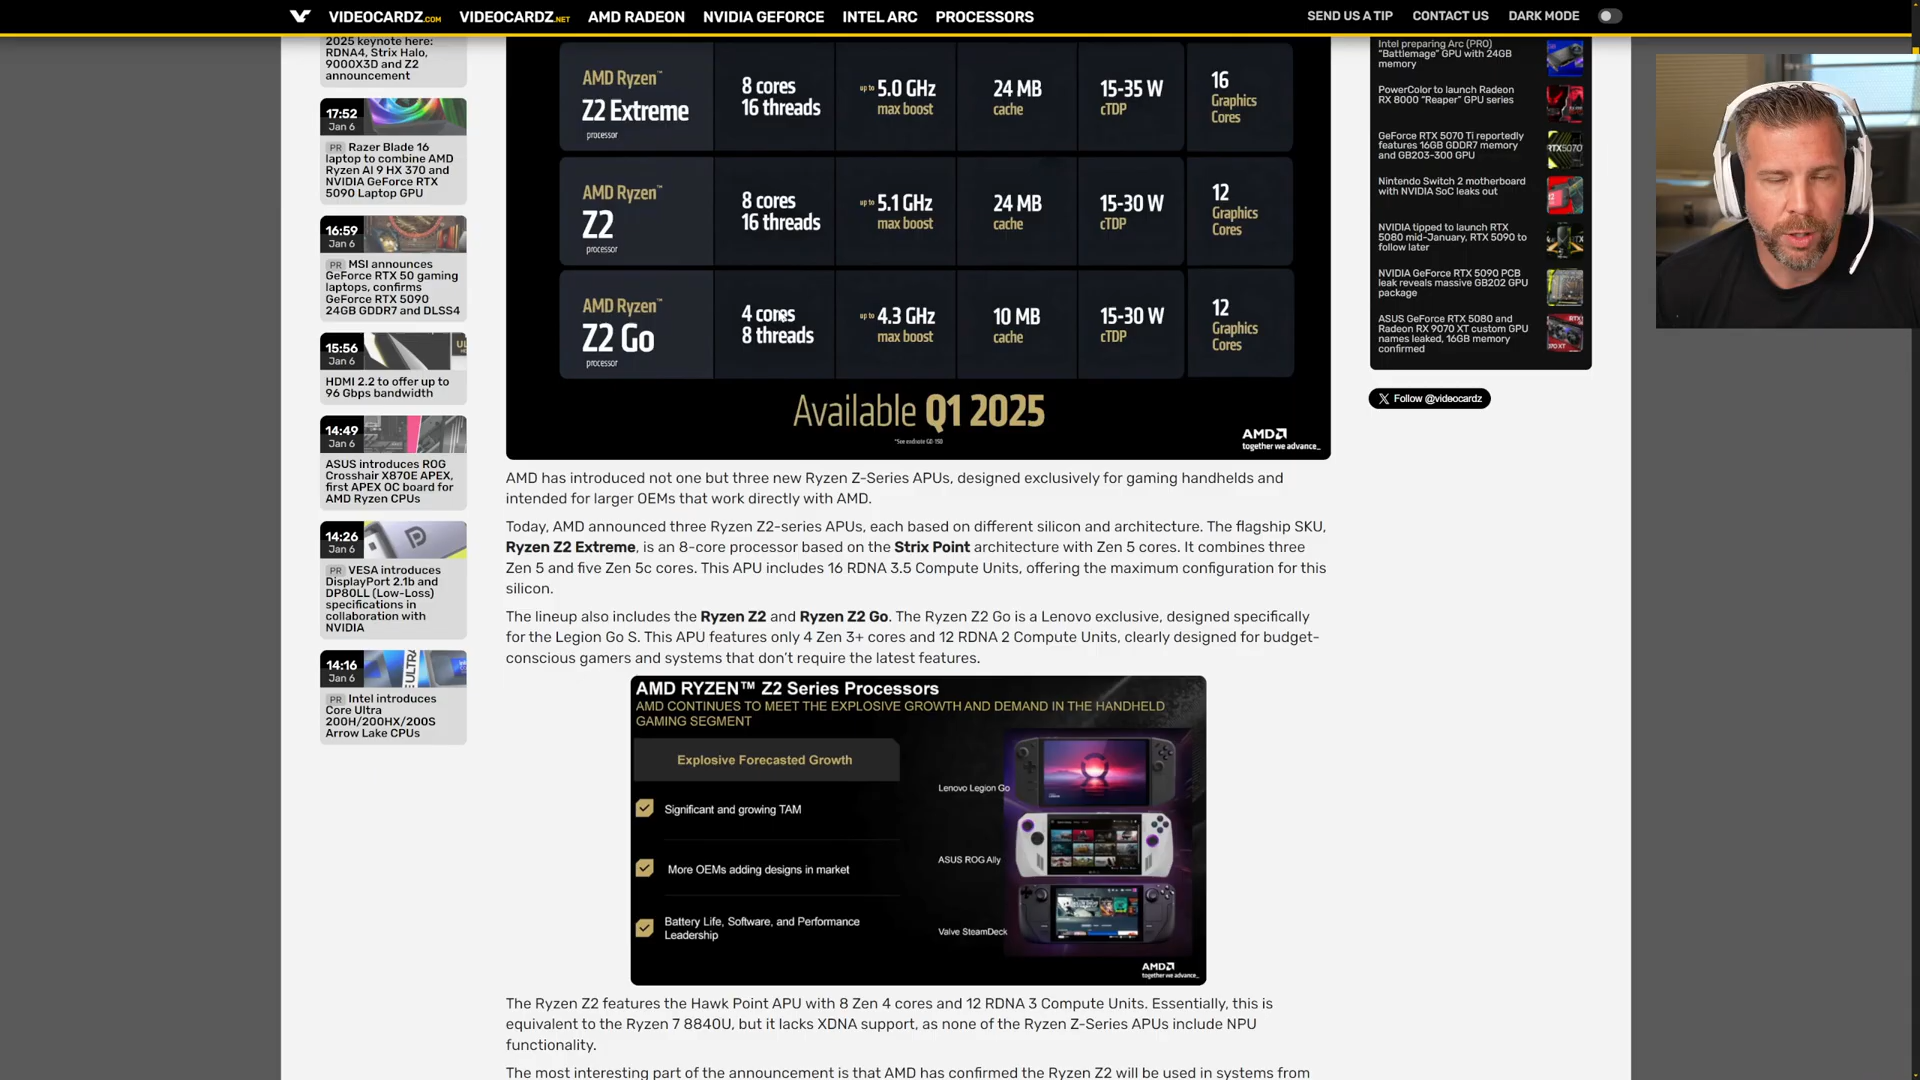 VIDEOCARDZ.COM
VIDEOCARDZ.NET
AMD RADEON
NVIDIA GEFORCE
INTEL ARC
PROCESSORS
SEND US A TIP
CONTACT US
DARK MODE
2025 keynote here:
RDNA4, Strix Halo,
9000X3D and Z2
announcement
17:52
Jan 6
PR Razer Blade 16
laptop to combine AMD
Ryzen AI 9 HX 370 and
NVIDIA GeForce RTX
5090 Laptop GPU
16:59
Jan 6
PR MSI announces
GeForce RTX 50 gaming
laptops, confirms
GeForce RTX 5090
24GB GDDR7 and DLSS4
15:56
Jan 6
HDMI 2.2 to offer up to
96 Gbps bandwidth
14:49
Jan 6
ASUS introduces ROG
Crosshair X870E APEX,
first APEX OC board for
AMD Ryzen CPUs
14:26
Jan 6
PR VESA introduces
DisplayPort 2.1b and
DP80LL (Low-Loss)
specifications in
collaboration with
NVIDIA
14:16
Jan 6
PR Intel introduces
Core Ultra
200H/200HX/200S
Arrow Lake CPUs
AMD Ryzen™
Z2 Extreme
processor
8 cores
16 threads
up to 5.0 GHz
max boost
24 MB
cache
15-35 W
cTDP
16
Graphics
Cores
AMD Ryzen™
Z2
processor
8 cores
16 threads
up to 5.1 GHz
max boost
24 MB
cache
15-30 W
cTDP
12
Graphics
Cores
AMD Ryzen™
Z2 Go
processor
4 cores
8 threads
up to 4.3 GHz
max boost
10 MB
cache
15-30 W
cTDP
12
Graphics
Cores
Available Q1 2025
AMD
together we advance_
AMD has introduced not one but three new Ryzen Z-Series APUs, designed exclusively for gaming handhelds and
intended for larger OEMs that work directly with AMD.
Today, AMD announced three Ryzen Z2-series APUs, each based on different silicon and architecture. The flagship SKU,
Ryzen Z2 Extreme, is an 8-core processor based on the Strix Point architecture with Zen 5 cores. It combines three
Zen 5 and five Zen 5c cores. This APU includes 16 RDNA 3.5 Compute Units, offering the maximum configuration for this
silicon.
The lineup also includes the Ryzen Z2 and Ryzen Z2 Go. The Ryzen Z2 Go is a Lenovo exclusive, designed specifically
for the Legion Go S. This APU features only 4 Zen 3+ cores and 12 RDNA 2 Compute Units, clearly designed for budget-
conscious gamers and systems that don't require the latest features.
AMD RYZEN™ Z2 Series Processors
AMD CONTINUES TO MEET THE EXPLOSIVE GROWTH AND DEMAND IN THE HANDHELD
GAMING SEGMENT
Explosive Forecasted Growth
Significant and growing TAM
More OEMs adding designs in market
Battery Life, Software, and Performance
Leadership
Lenovo Legion Go
ASUS ROG Ally
Valve SteamDeck
AMD
together we advance_
The Ryzen Z2 features the Hawk Point APU with 8 Zen 4 cores and 12 RDNA 3 Compute Units. Essentially, this is
equivalent to the Ryzen 7 8840U, but it lacks XDNA support, as none of the Ryzen Z-Series APUs include NPU
functionality.
The most interesting part of the announcement is that AMD has confirmed the Ryzen Z2 will be used in systems from
Intel preparing Arc (PRO)
"Battlemage" GPU with 24GB
memory
PowerColor to launch Radeon
RX 8000 "Reaper" GPU series
GeForce RTX 5070 Ti reportedly
features 16GB GDDR7 memory
and GB203-300 GPU
Nintendo Switch 2 motherboard
with NVIDIA SoC leaks out
NVIDIA tipped to launch RTX
5080 mid-January, RTX 5090 to
follow later
NVIDIA GeForce RTX 5090 PCB
leak reveals massive GB202 GPU
package
ASUS GeForce RTX 5080 and
Radeon RX 9070 XT custom GPU
names leaked, 16GB memory
confirmed
Follow @videocardz